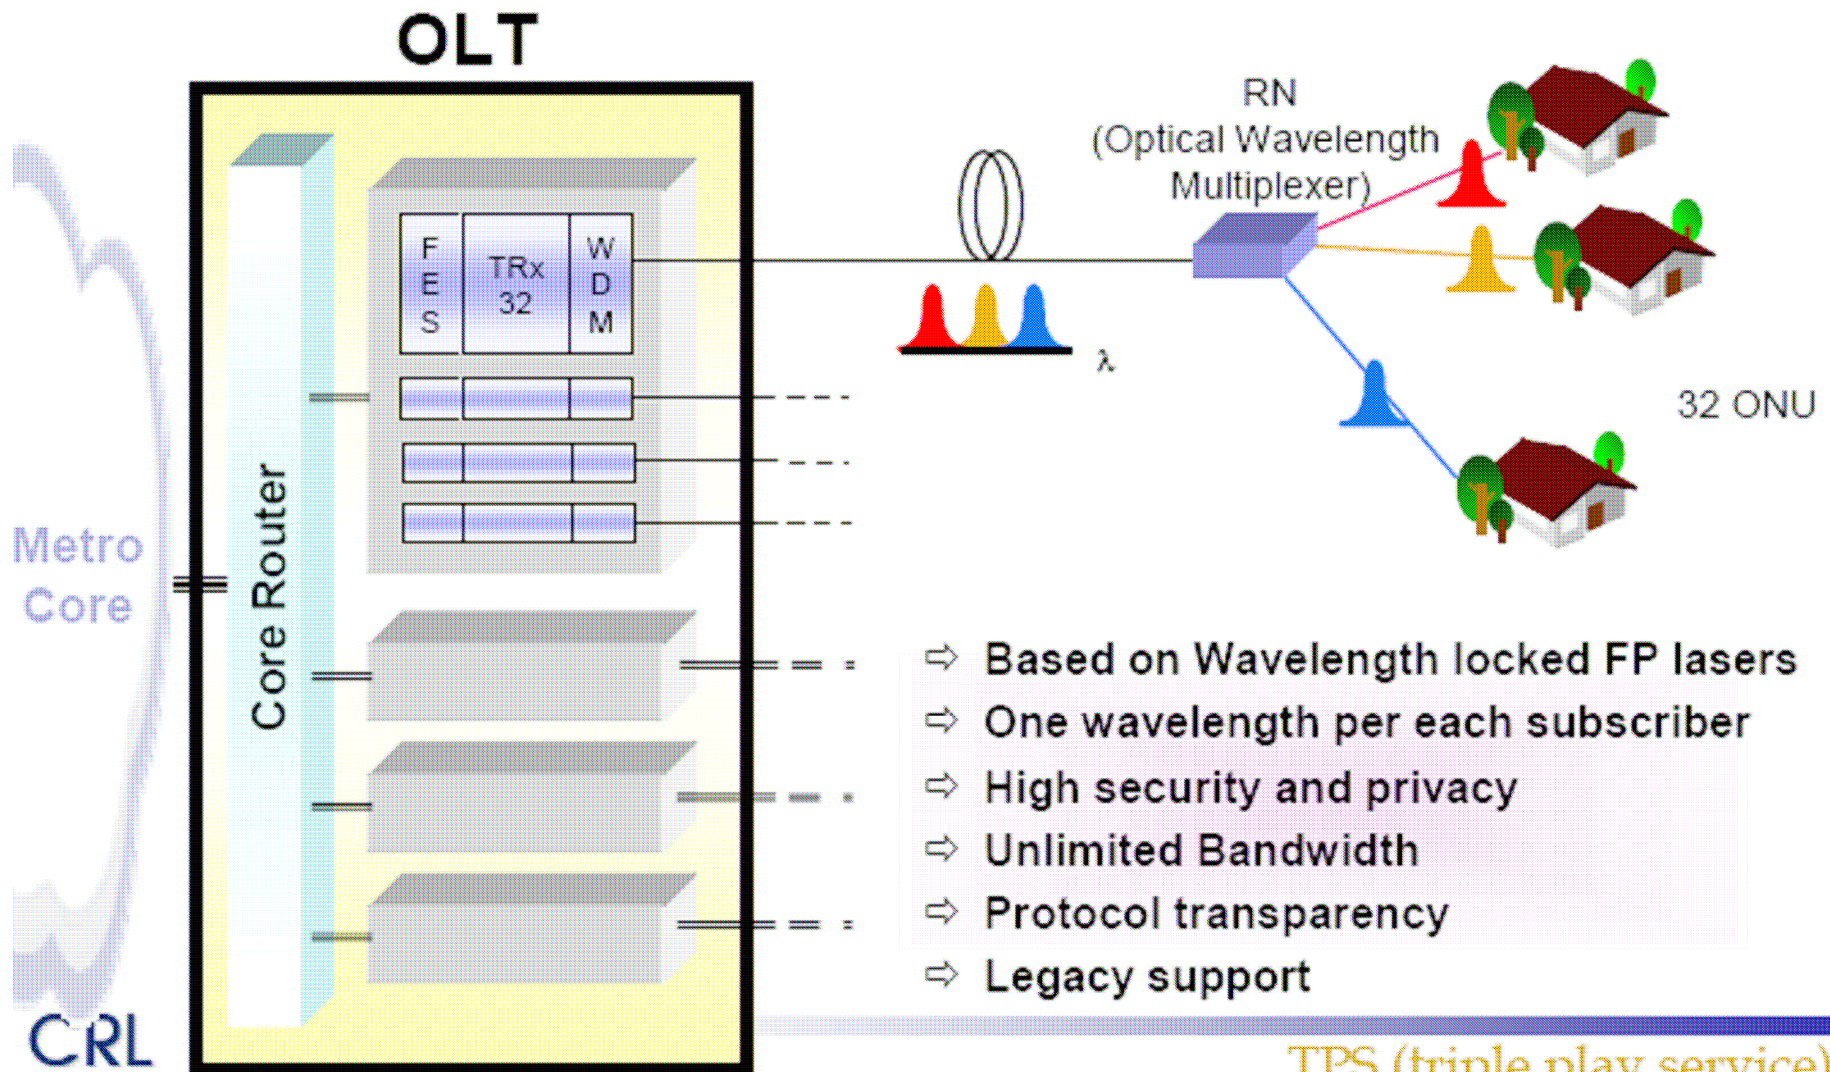 OLT
RN
(Optical Wavelength
Multiplexer)
F
E
S
TRx
32
W
D
M
λ
32 ONU
Metro
Core
Core Router
⇨ Based on Wavelength locked FP lasers
⇨ One wavelength per each subscriber
⇨ High security and privacy
⇨ Unlimited Bandwidth
⇨ Protocol transparency
⇨ Legacy support
CRL
TPS (triple play service)